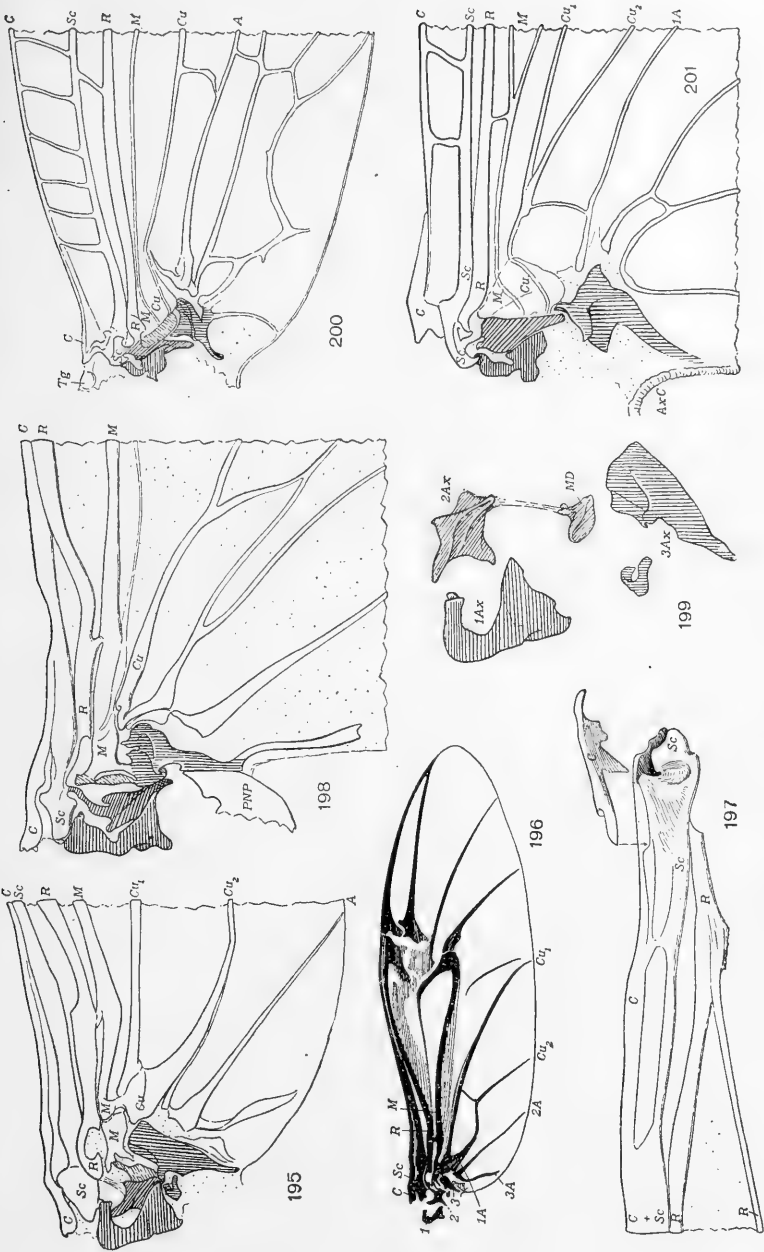 C Sc R M Cu A
Tg
C
R
M
Cu
200
C Sc R M Cu₁ Cu₂ 1A
C
Sc
Sc
R
M
Cu
AxC
201
C R M
C
Sc
R
M
Cu
PNP
198
2Ax
MD
1Ax
3Ax
199
C Sc R M Cu₁ Cu₂ A
C
Sc
R
M
M
Cu
195
C Sc R M
1
2
3
1A
3A
2A
Cu₂
Cu₁
196
C
C
Sc
Sc
R
C + Sc
R
R
197